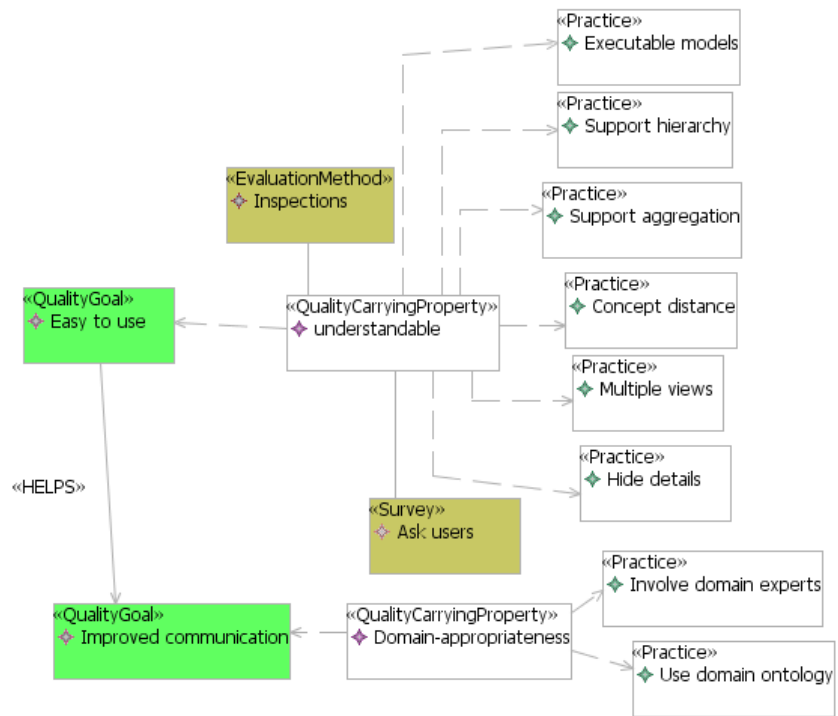 «Practice»
Executable models
«Practice»
Support hierarchy
«EvaluationMethod»
Inspections
«Practice»
Support aggregation
«Practice»
Concept distance
«QualityGoal»
Easy to use
«QualityCarryingProperty»
understandable
«Practice»
Multiple views
«Practice»
Hide details
«HELPS»
«Survey»
Ask users
«Practice»
Involve domain experts
«QualityGoal»
Improved communication
«QualityCarryingProperty»
Domain-appropriateness
«Practice»
Use domain ontology